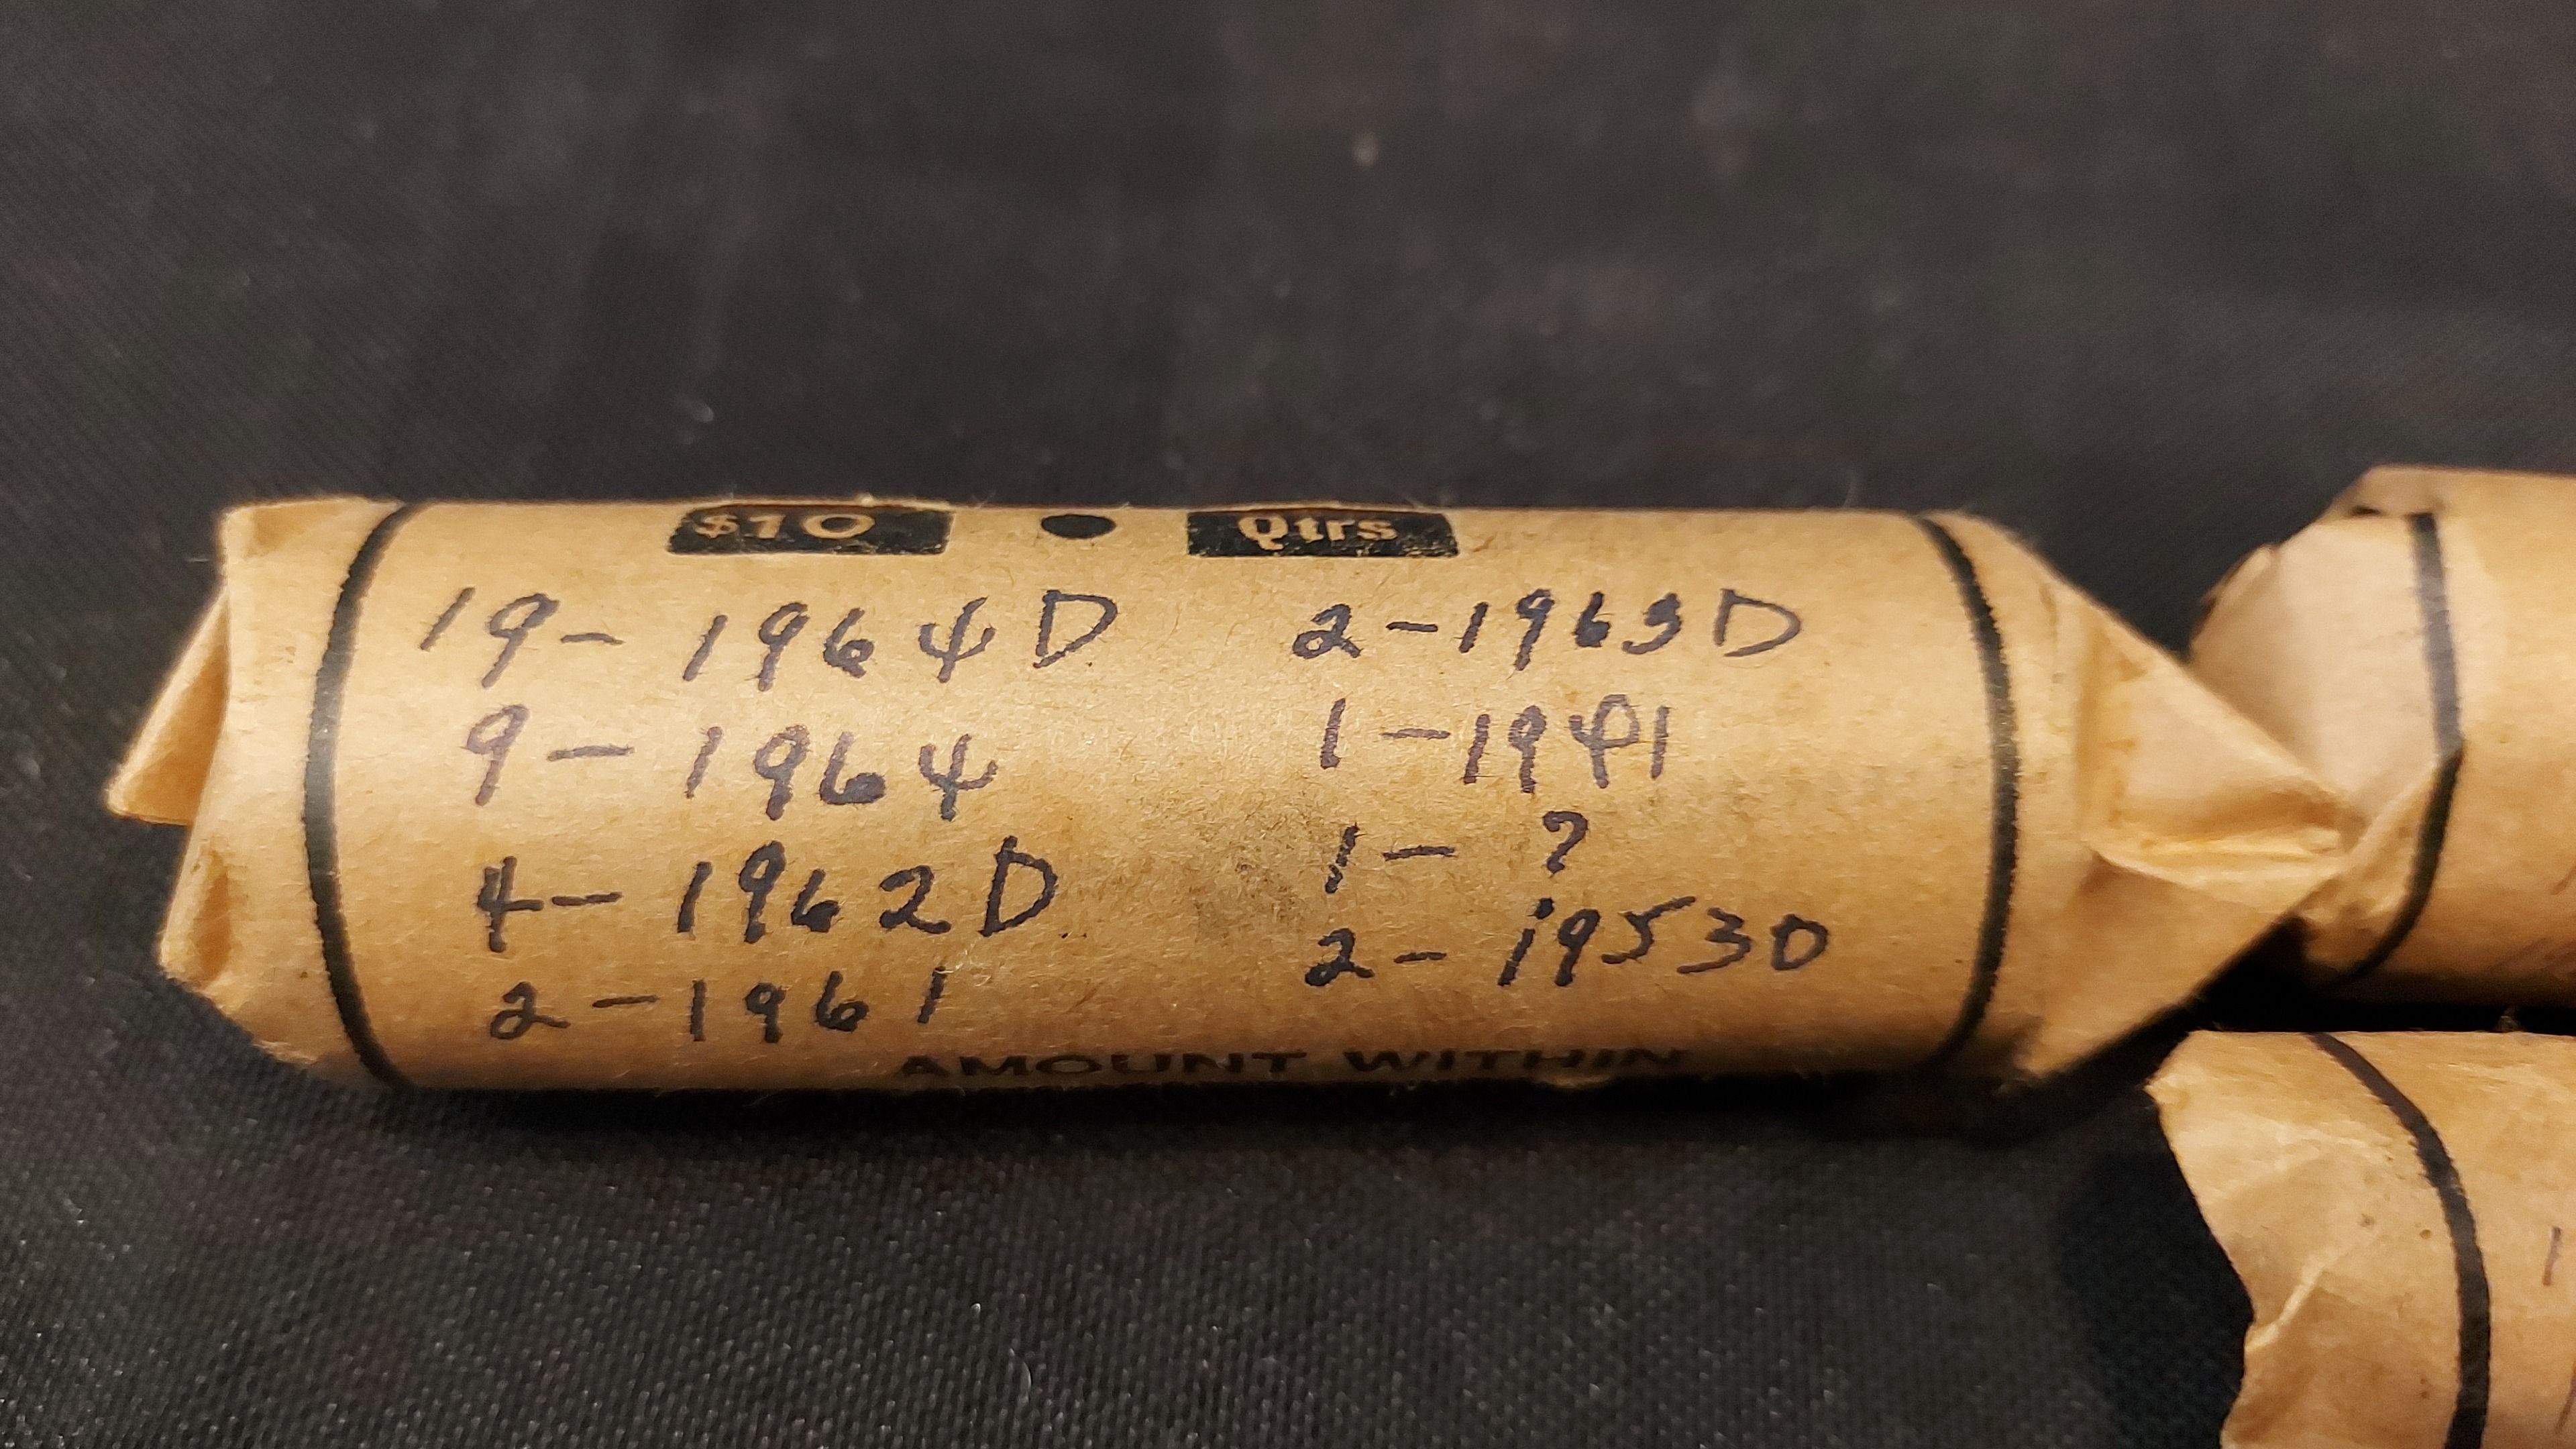 $10 ● Qtrs
19- 1964D
9- 1964
4- 1962D
2-1961
2-1963D
1-1941
1- ?
2- 1953D
AMOUNT WITHIN